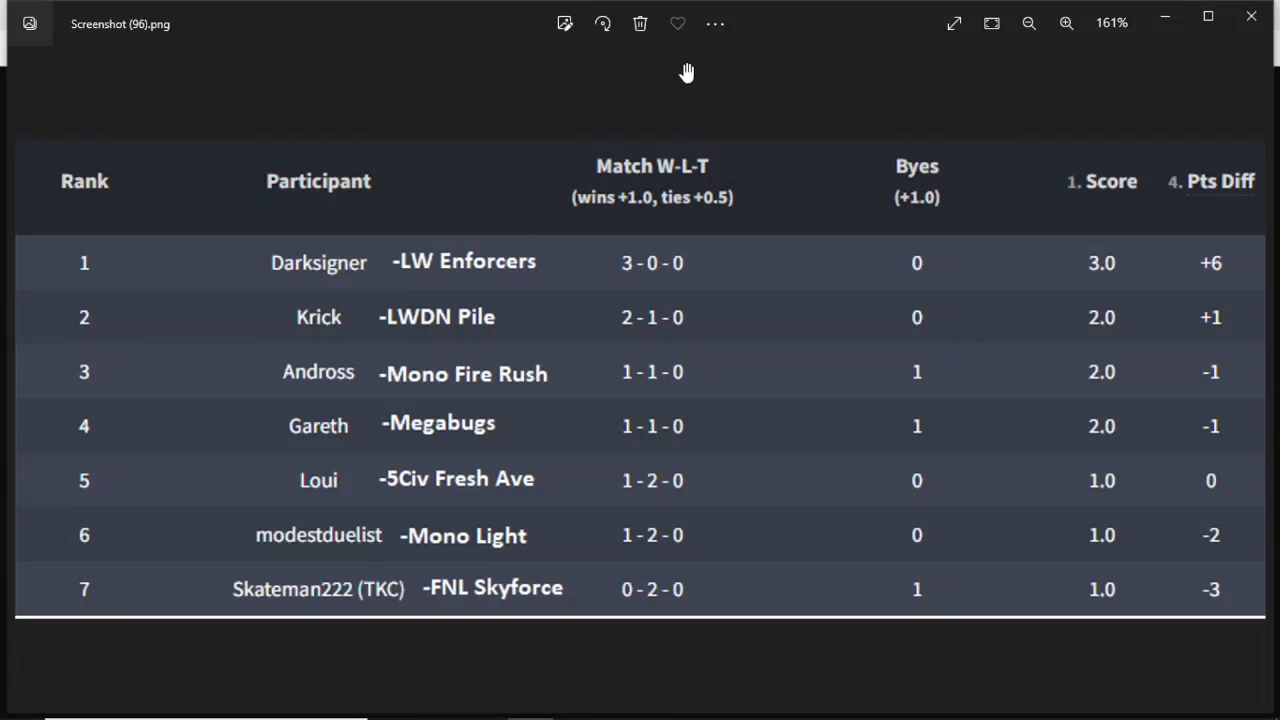 Screenshot (96).png
161%
Rank Participant Match W-L-T (wins +1.0, ties +0.5) Byes (+1.0) 1. Score 4. Pts Diff
1 Darksigner -LW Enforcers 3 - 0 - 0 0 3.0 +6
2 Krick -LWDN Pile 2 - 1 - 0 0 2.0 +1
3 Andross -Mono Fire Rush 1 - 1 - 0 1 2.0 -1
4 Gareth -Megabugs 1 - 1 - 0 1 2.0 -1
5 Loui -5Civ Fresh Ave 1 - 2 - 0 0 1.0 0
6 modestduelist -Mono Light 1 - 2 - 0 0 1.0 -2
7 Skateman222 (TKC) -FNL Skyforce 0 - 2 - 0 1 1.0 -3